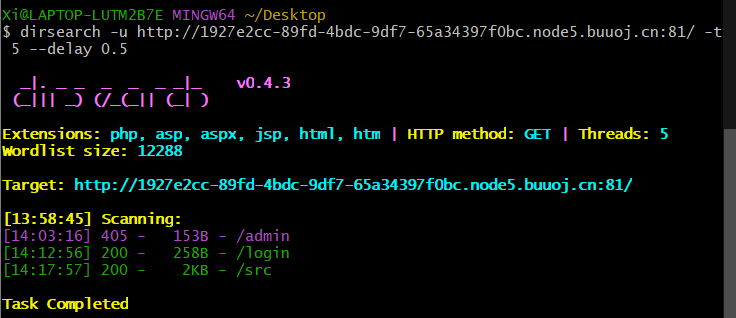 Xi@LAPTOP-LUTM2B7E MINGW64 ~/Desktop
$ dirsearch -u http://1927e2cc-89fd-4bdc-9df7-65a34397f0bc.node5.buuoj.cn:81/ -t
5 --delay 0.5
_|. _ _  _  _  _ _|_    v0.4.3
(_||| _) (/_(_|| (_| )
Extensions: php, asp, aspx, jsp, html, htm | HTTP method: GET | Threads: 5
Wordlist size: 12288
Target: http://1927e2cc-89fd-4bdc-9df7-65a34397f0bc.node5.buuoj.cn:81/
[13:58:45] Scanning:
[14:03:16] 405 -   153B - /admin
[14:12:56] 200 -   258B - /login
[14:17:57] 200 -    2KB - /src
Task Completed